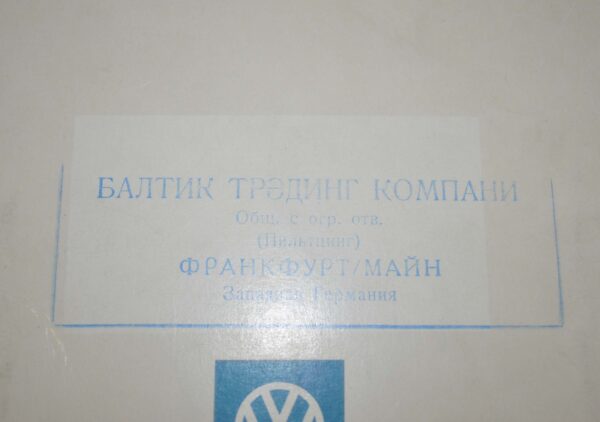 БАЛТИК ТРЭДИНГ КОМПАНИ
Общ. с огр. отв.
ФРАНКФУРТ/МАЙН
Западная Германия